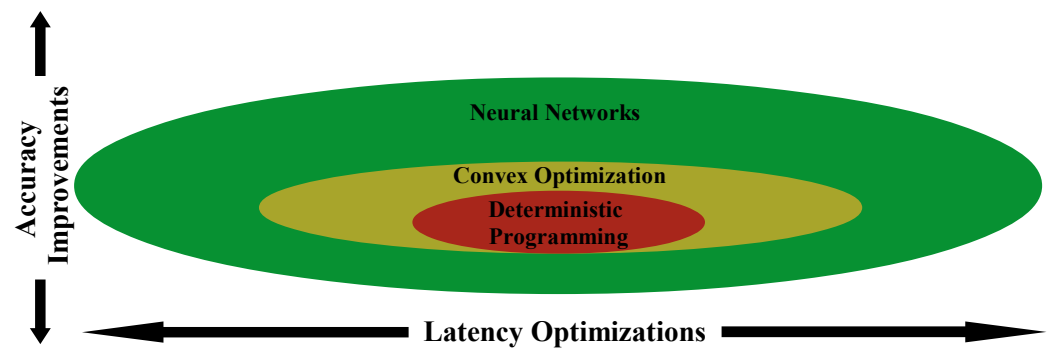 Accuracy
Improvements
Neural Networks
Convex Optimization
Deterministic
Programming
Latency Optimizations